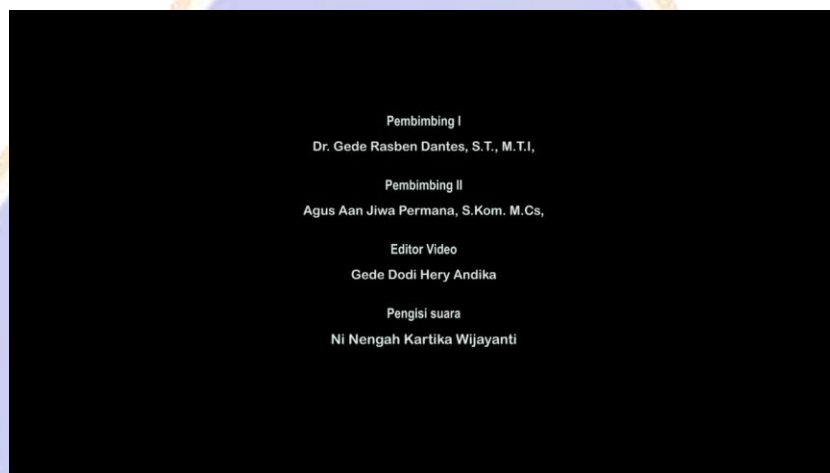 Pembimbing I
Dr. Gede Rasben Dantes, S.T., M.T.I,
Pembimbing II
Agus Aan Jiwa Permana, S.Kom. M.Cs,
Editor Video
Gede Dodi Hery Andika
Pengisi suara
Ni Nengah Kartika Wijayanti